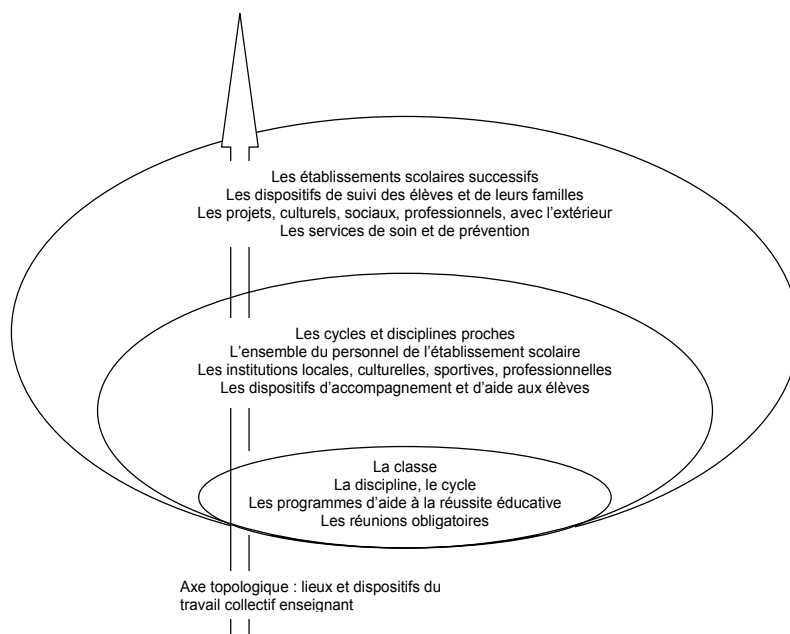 Les établissements scolaires successifs
Les dispositifs de suivi des élèves et de leurs familles
Les projets, culturels, sociaux, professionnels, avec l’extérieur
Les services de soin et de prévention
Les cycles et disciplines proches
L’ensemble du personnel de l’établissement scolaire
Les institutions locales, culturelles, sportives, professionnelles
Les dispositifs d’accompagnement et d’aide aux élèves
La classe
La discipline, le cycle
Les programmes d’aide à la réussite éducative
Les réunions obligatoires
Axe topologique : lieux et dispositifs du
travail collectif enseignant